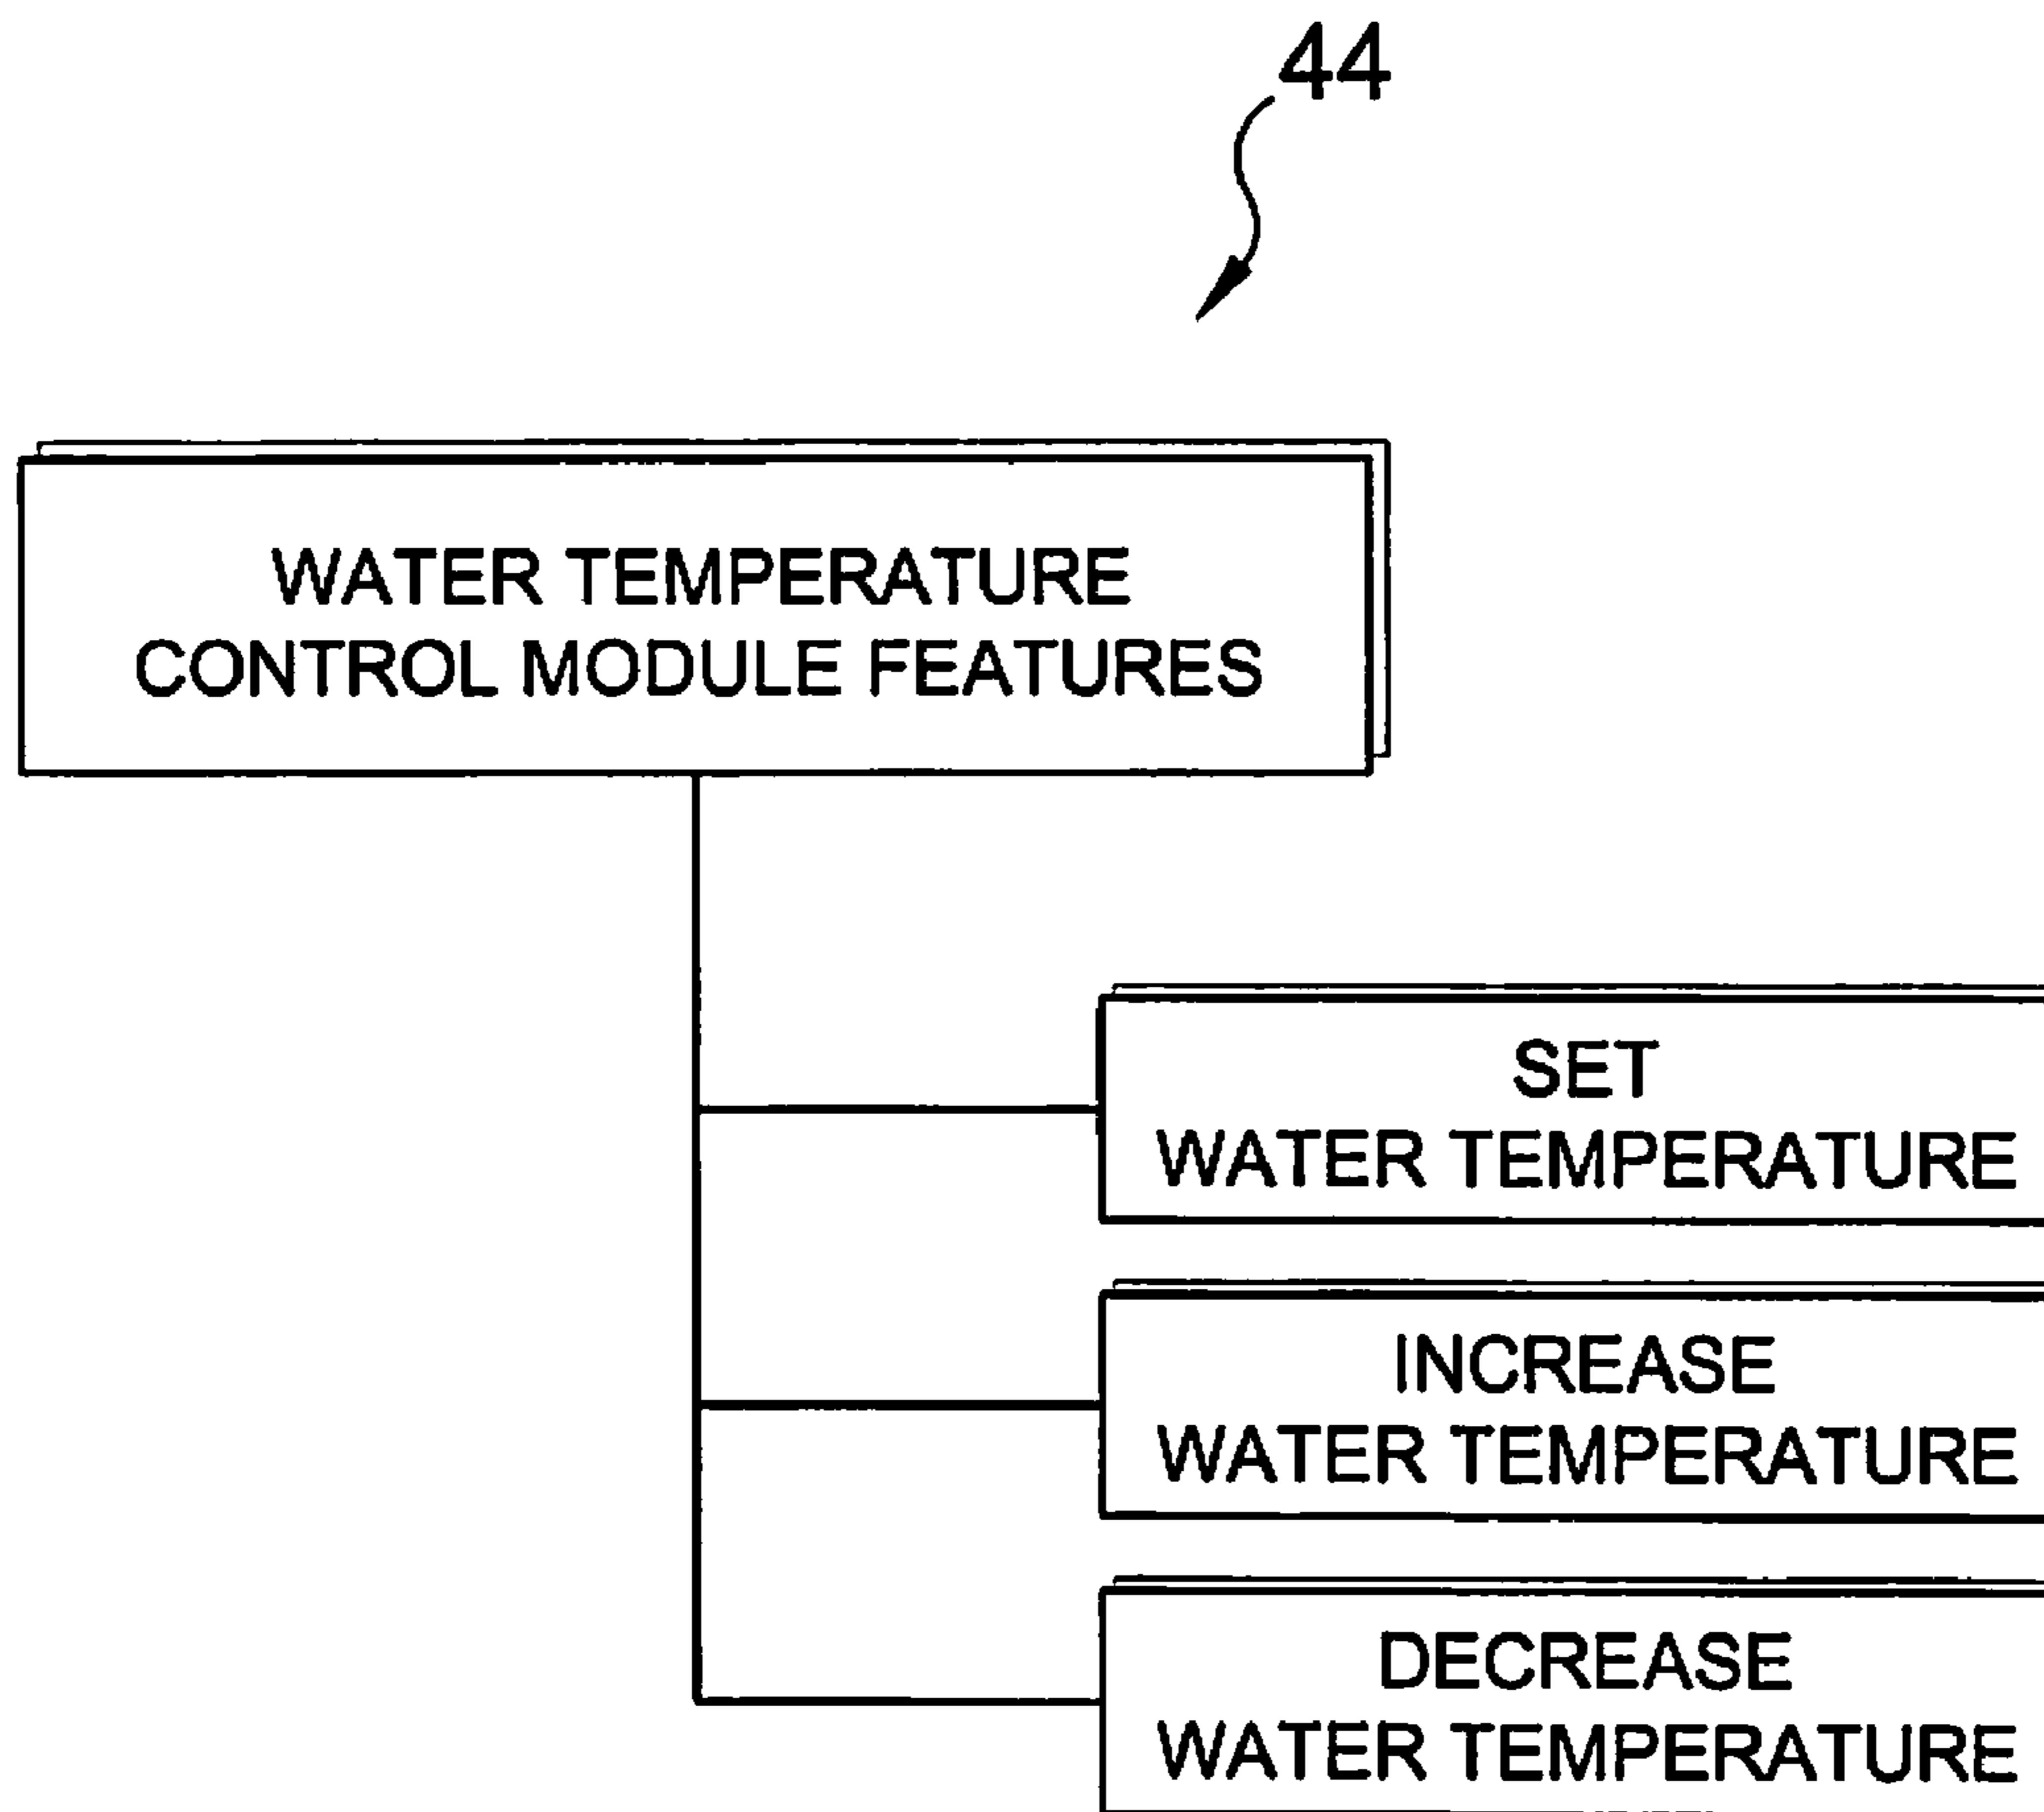 44
WATER TEMPERATURE
CONTROL MODULE FEATURES
SET
WATER TEMPERATURE
INCREASE
WATER TEMPERATURE
DECREASE
WATER TEMPERATURE